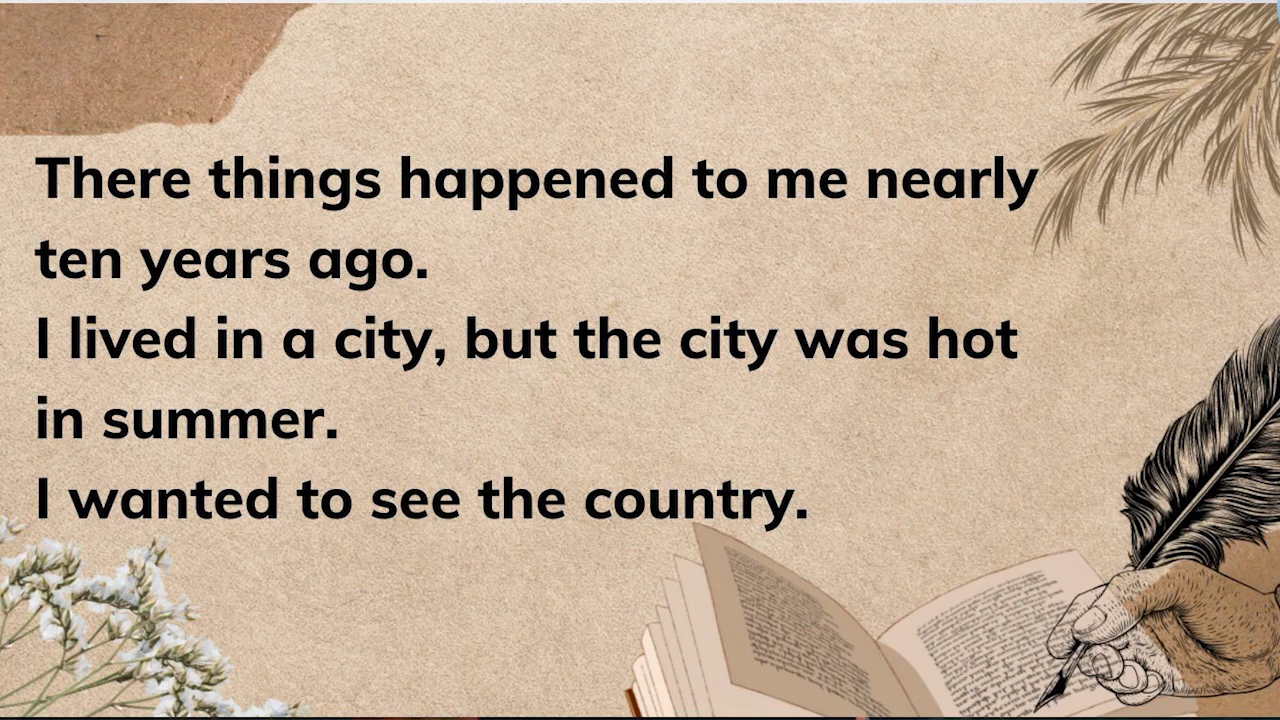 There things happened to me nearly
ten years ago.
I lived in a city, but the city was hot
in summer.
I wanted to see the country.